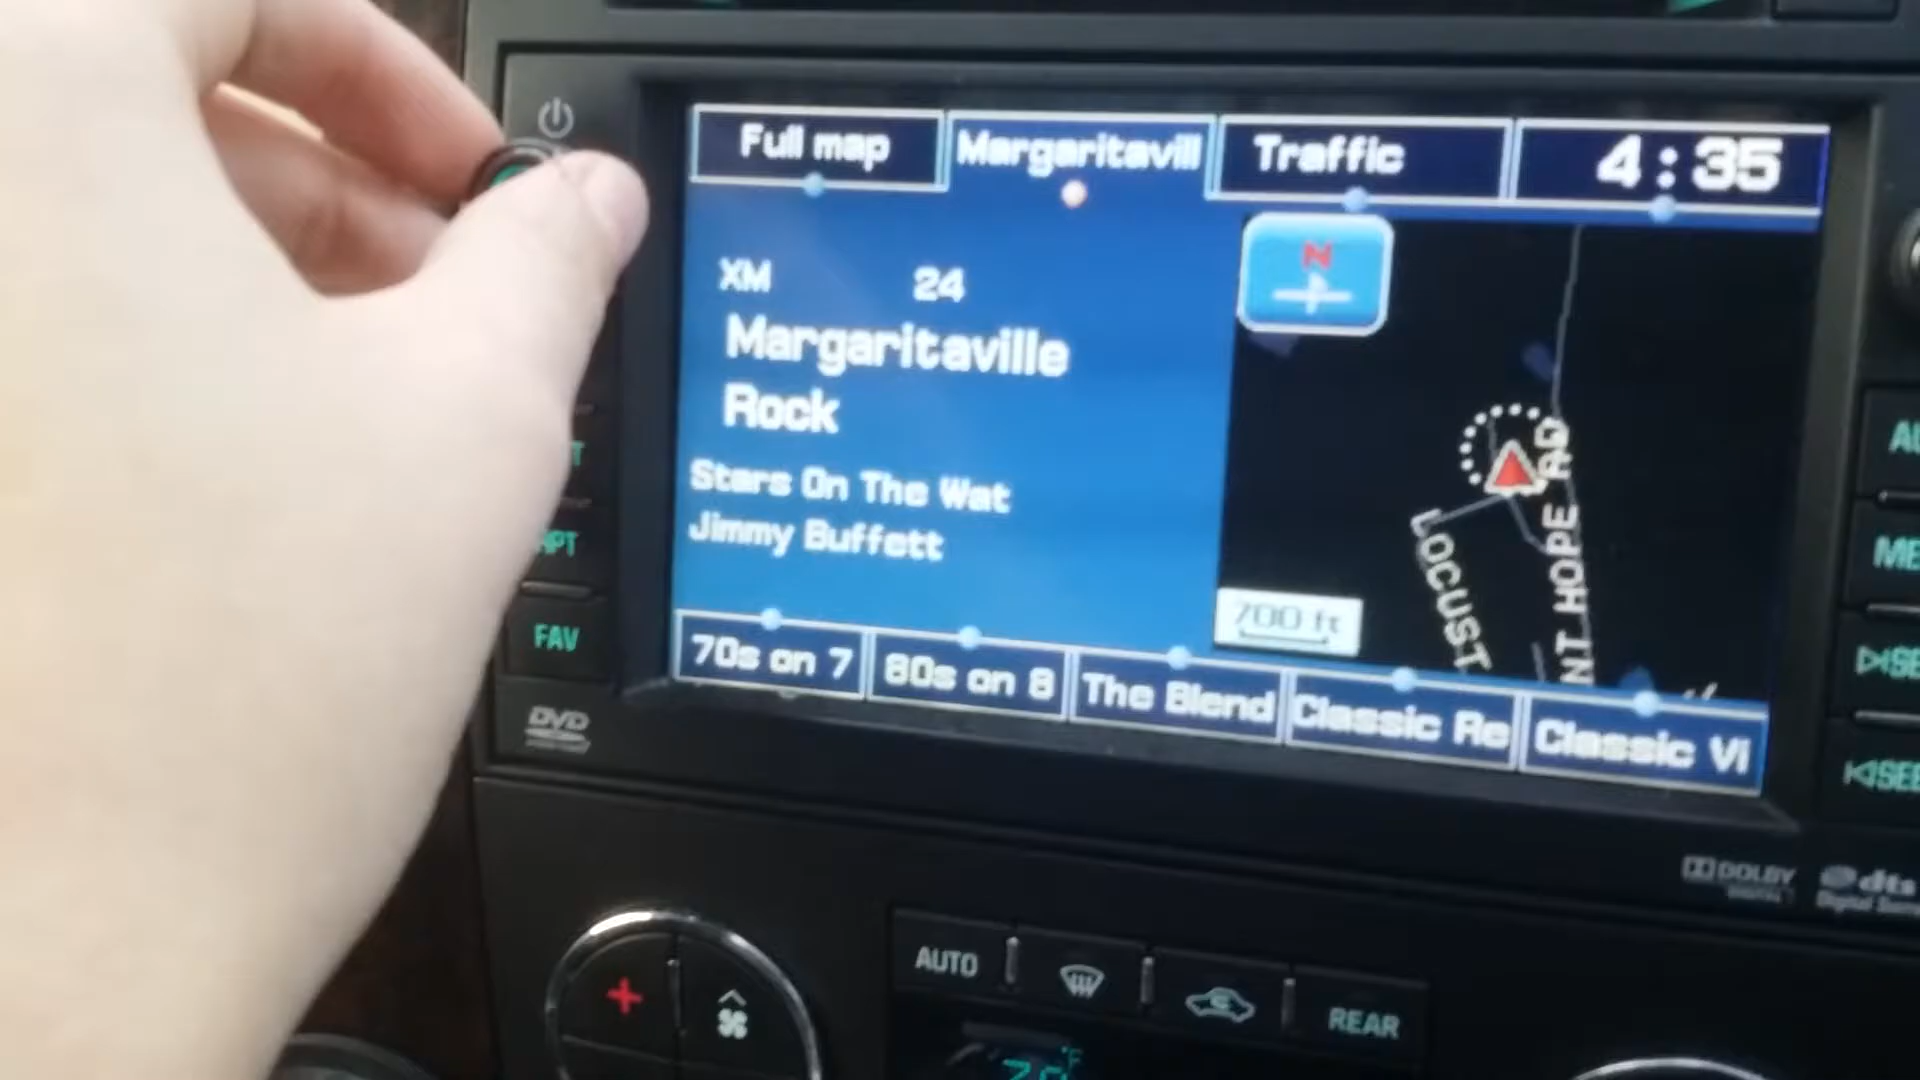 Full map
Margaritavill
Traffic
4:35
XM 24
Margaritaville
Rock
Stars On The Wat
Jimmy Buffett
N
RD
NT HOPE
LOCUST
700 ft
70s on 7
80s on 8
The Blend
Classic Re
Classic Vi
FAV
DVD
DOLBY
DIGITAL
dts
AUTO
REAR